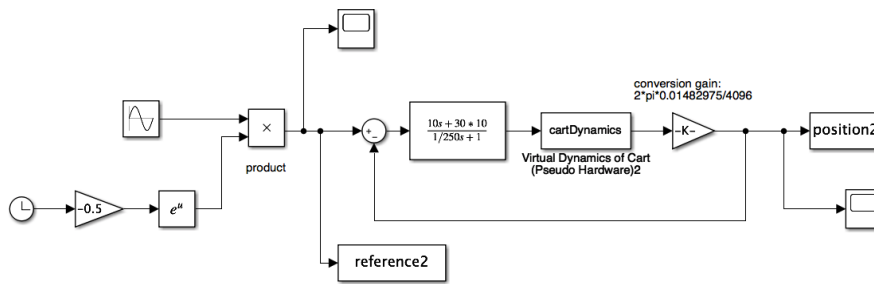 conversion gain:
2*pi*0.01482975/4096
10s + 30 * 10
1/250s + 1
cartDynamics
-K-
position2
×
+
−
product
Virtual Dynamics of Cart
(Pseudo Hardware)2
-0.5
eᵘ
reference2